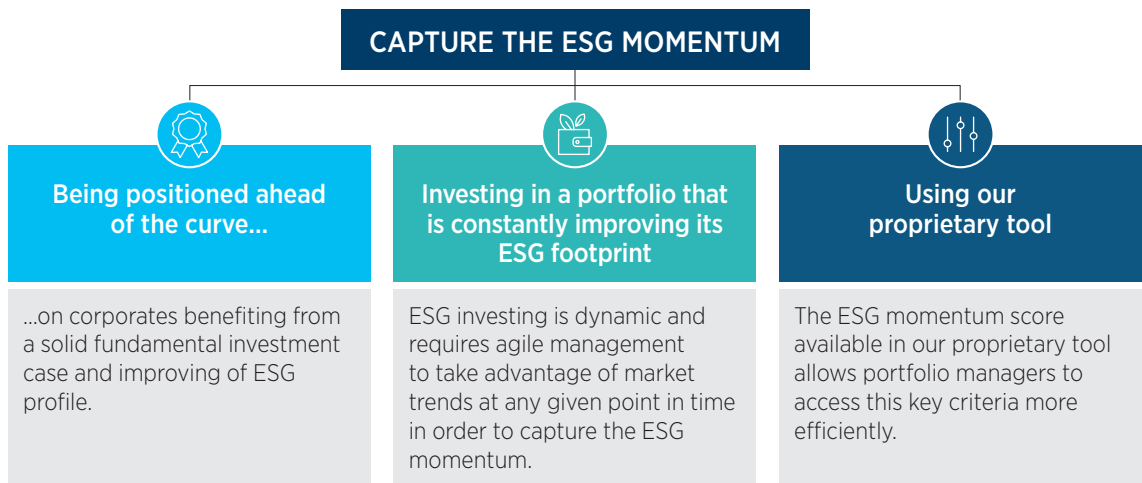 CAPTURE THE ESG MOMENTUM
Being positioned ahead
of the curve...
...on corporates benefiting from
a solid fundamental investment
case and improving of ESG
profile.
Investing in a portfolio that
is constantly improving its
ESG footprint
ESG investing is dynamic and
requires agile management
to take advantage of market
trends at any given point in time
in order to capture the ESG
momentum.
Using our
proprietary tool
The ESG momentum score
available in our proprietary tool
allows portfolio managers to
access this key criteria more
efficiently.